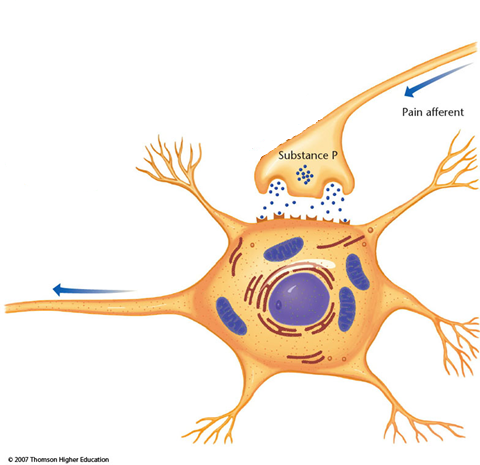 Pain afferent
Substance P
© 2007 Thomson Higher Education